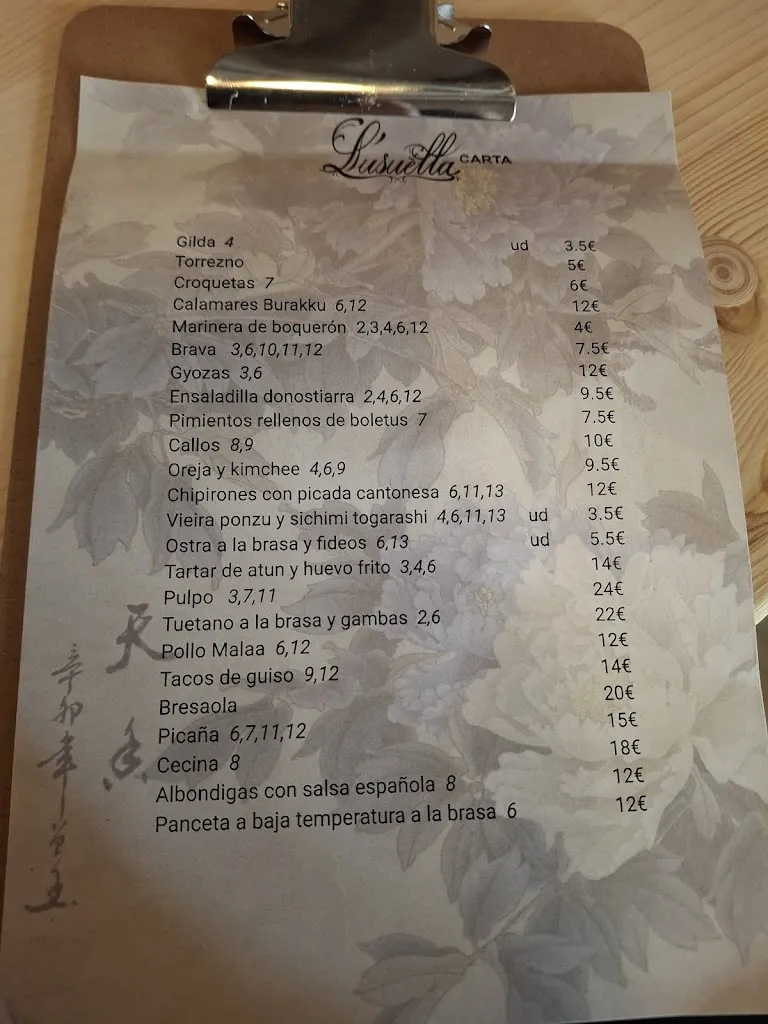 L'suella CARTA
Gilda 4 ud 3.5€
Torrezno 5€
Croquetas 7 6€
Calamares Burakku 6,12 12€
Marinera de boquerón 2,3,4,6,12 4€
Brava 3,6,10,11,12 7.5€
Gyozas 3,6 12€
Ensaladilla donostiarra 2,4,6,12 9.5€
Pimientos rellenos de boletus 7 7.5€
Callos 8,9 10€
Oreja y kimchee 4,6,9 9.5€
Chipirones con picada cantonesa 6,11,13 12€
Vieira ponzu y sichimi togarashi 4,6,11,13 ud 3.5€
Ostra a la brasa y fideos 6,13 ud 5.5€
Tartar de atun y huevo frito 3,4,6 14€
Pulpo 3,7,11 24€
Tuetano a la brasa y gambas 2,6 22€
Pollo Malaa 6,12 12€
Tacos de guiso 9,12 14€
Bresaola 20€
Picaña 6,7,11,12 15€
Cecina 8 18€
Albondigas con salsa española 8 12€
Panceta a baja temperatura a la brasa 6 12€
天香
辛卯年